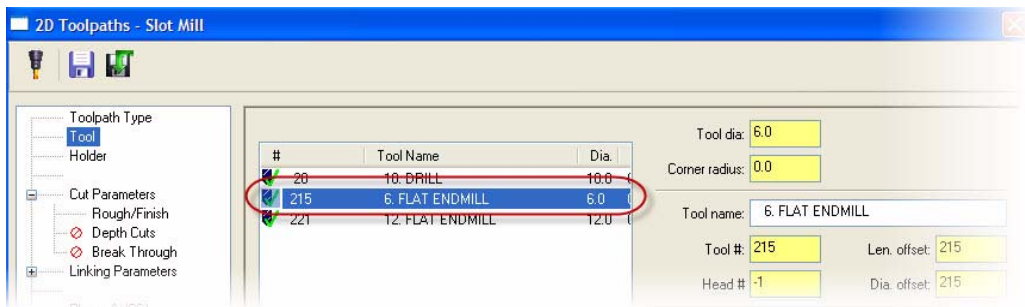 2D Toolpaths - Slot Mill
Toolpath Type
Tool
Holder
Cut Parameters
Rough/Finish
Depth Cuts
Break Through
Linking Parameters
# Tool Name Dia.
20 10. DRILL 10.0
215 6. FLAT ENDMILL 6.0
221 12. FLAT ENDMILL 12.0
Tool dia: 6.0
Corner radius: 0.0
Tool name: 6. FLAT ENDMILL
Tool #: 215 Len. offset: 215
Head # -1 Dia. offset: 215